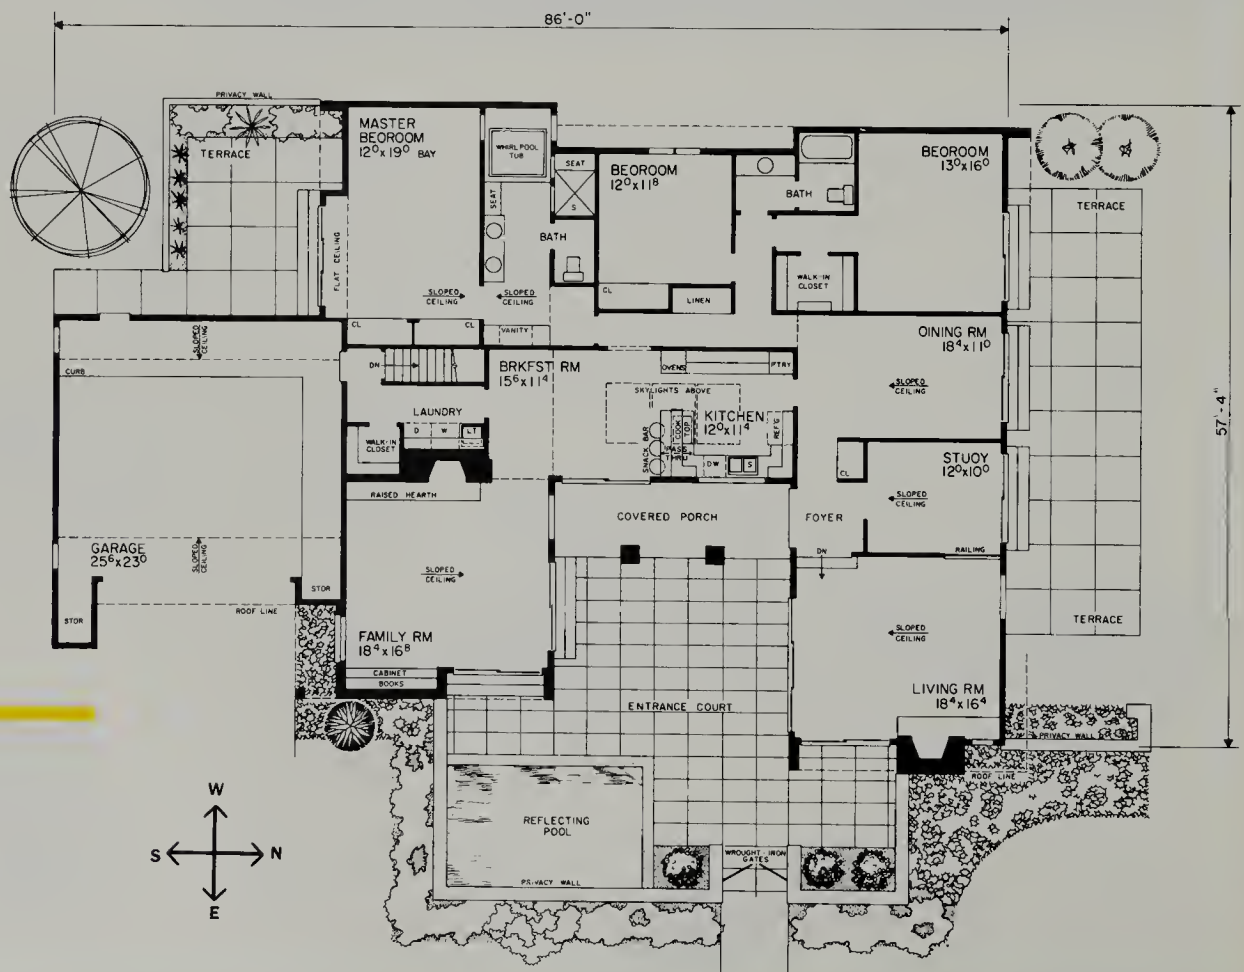 86'-0"
PRIVACY WALL
TERRACE
MASTER
BEDROOM
12⁰x19⁰ BAY
FLAT CEILING
SLOPED
CEILING
WHIRLPOOL
TUB
SEAT
SEAT
S
BATH
SLOPED
CEILING
VANITY
CL
CL
BEDROOM
12⁰x11⁸
CL
LINEN
BATH
WALK-IN
CLOSET
BEDROOM
13⁰x16⁰
TERRACE
57'-4"
SLOPED
CEILING
CURB
DN
LAUNDRY
D
W
LT
WALK-IN
CLOSET
BRKFST RM
15⁶x11⁴
OVENS
PTRY
SKYLIGHTS ABOVE
KITCHEN
12⁰x11⁴
SNACK BAR
PASS
THRU
COOK
TOP
REF'G
DW
S
OINING RM
18⁴x11⁰
SLOPED
CEILING
STUOY
12⁰x10⁰
CL
SLOPED
CEILING
RAILING
FOYER
DN
COVERED PORCH
RAISED HEARTH
SLOPED
CEILING
FAMILY RM
18⁴x16⁸
CABINET
BOOKS
GARAGE
25⁶x23⁰
SLOPED
CEILING
STOR
STOR
ROOF LINE
ENTRANCE COURT
SLOPED
CEILING
LIVING RM
18⁴x16⁴
TERRACE
PRIVACY WALL
ROOF LINE
REFLECTING
POOL
PRIVACY WALL
WROUGHT-IRON
GATES
W
S
N
E